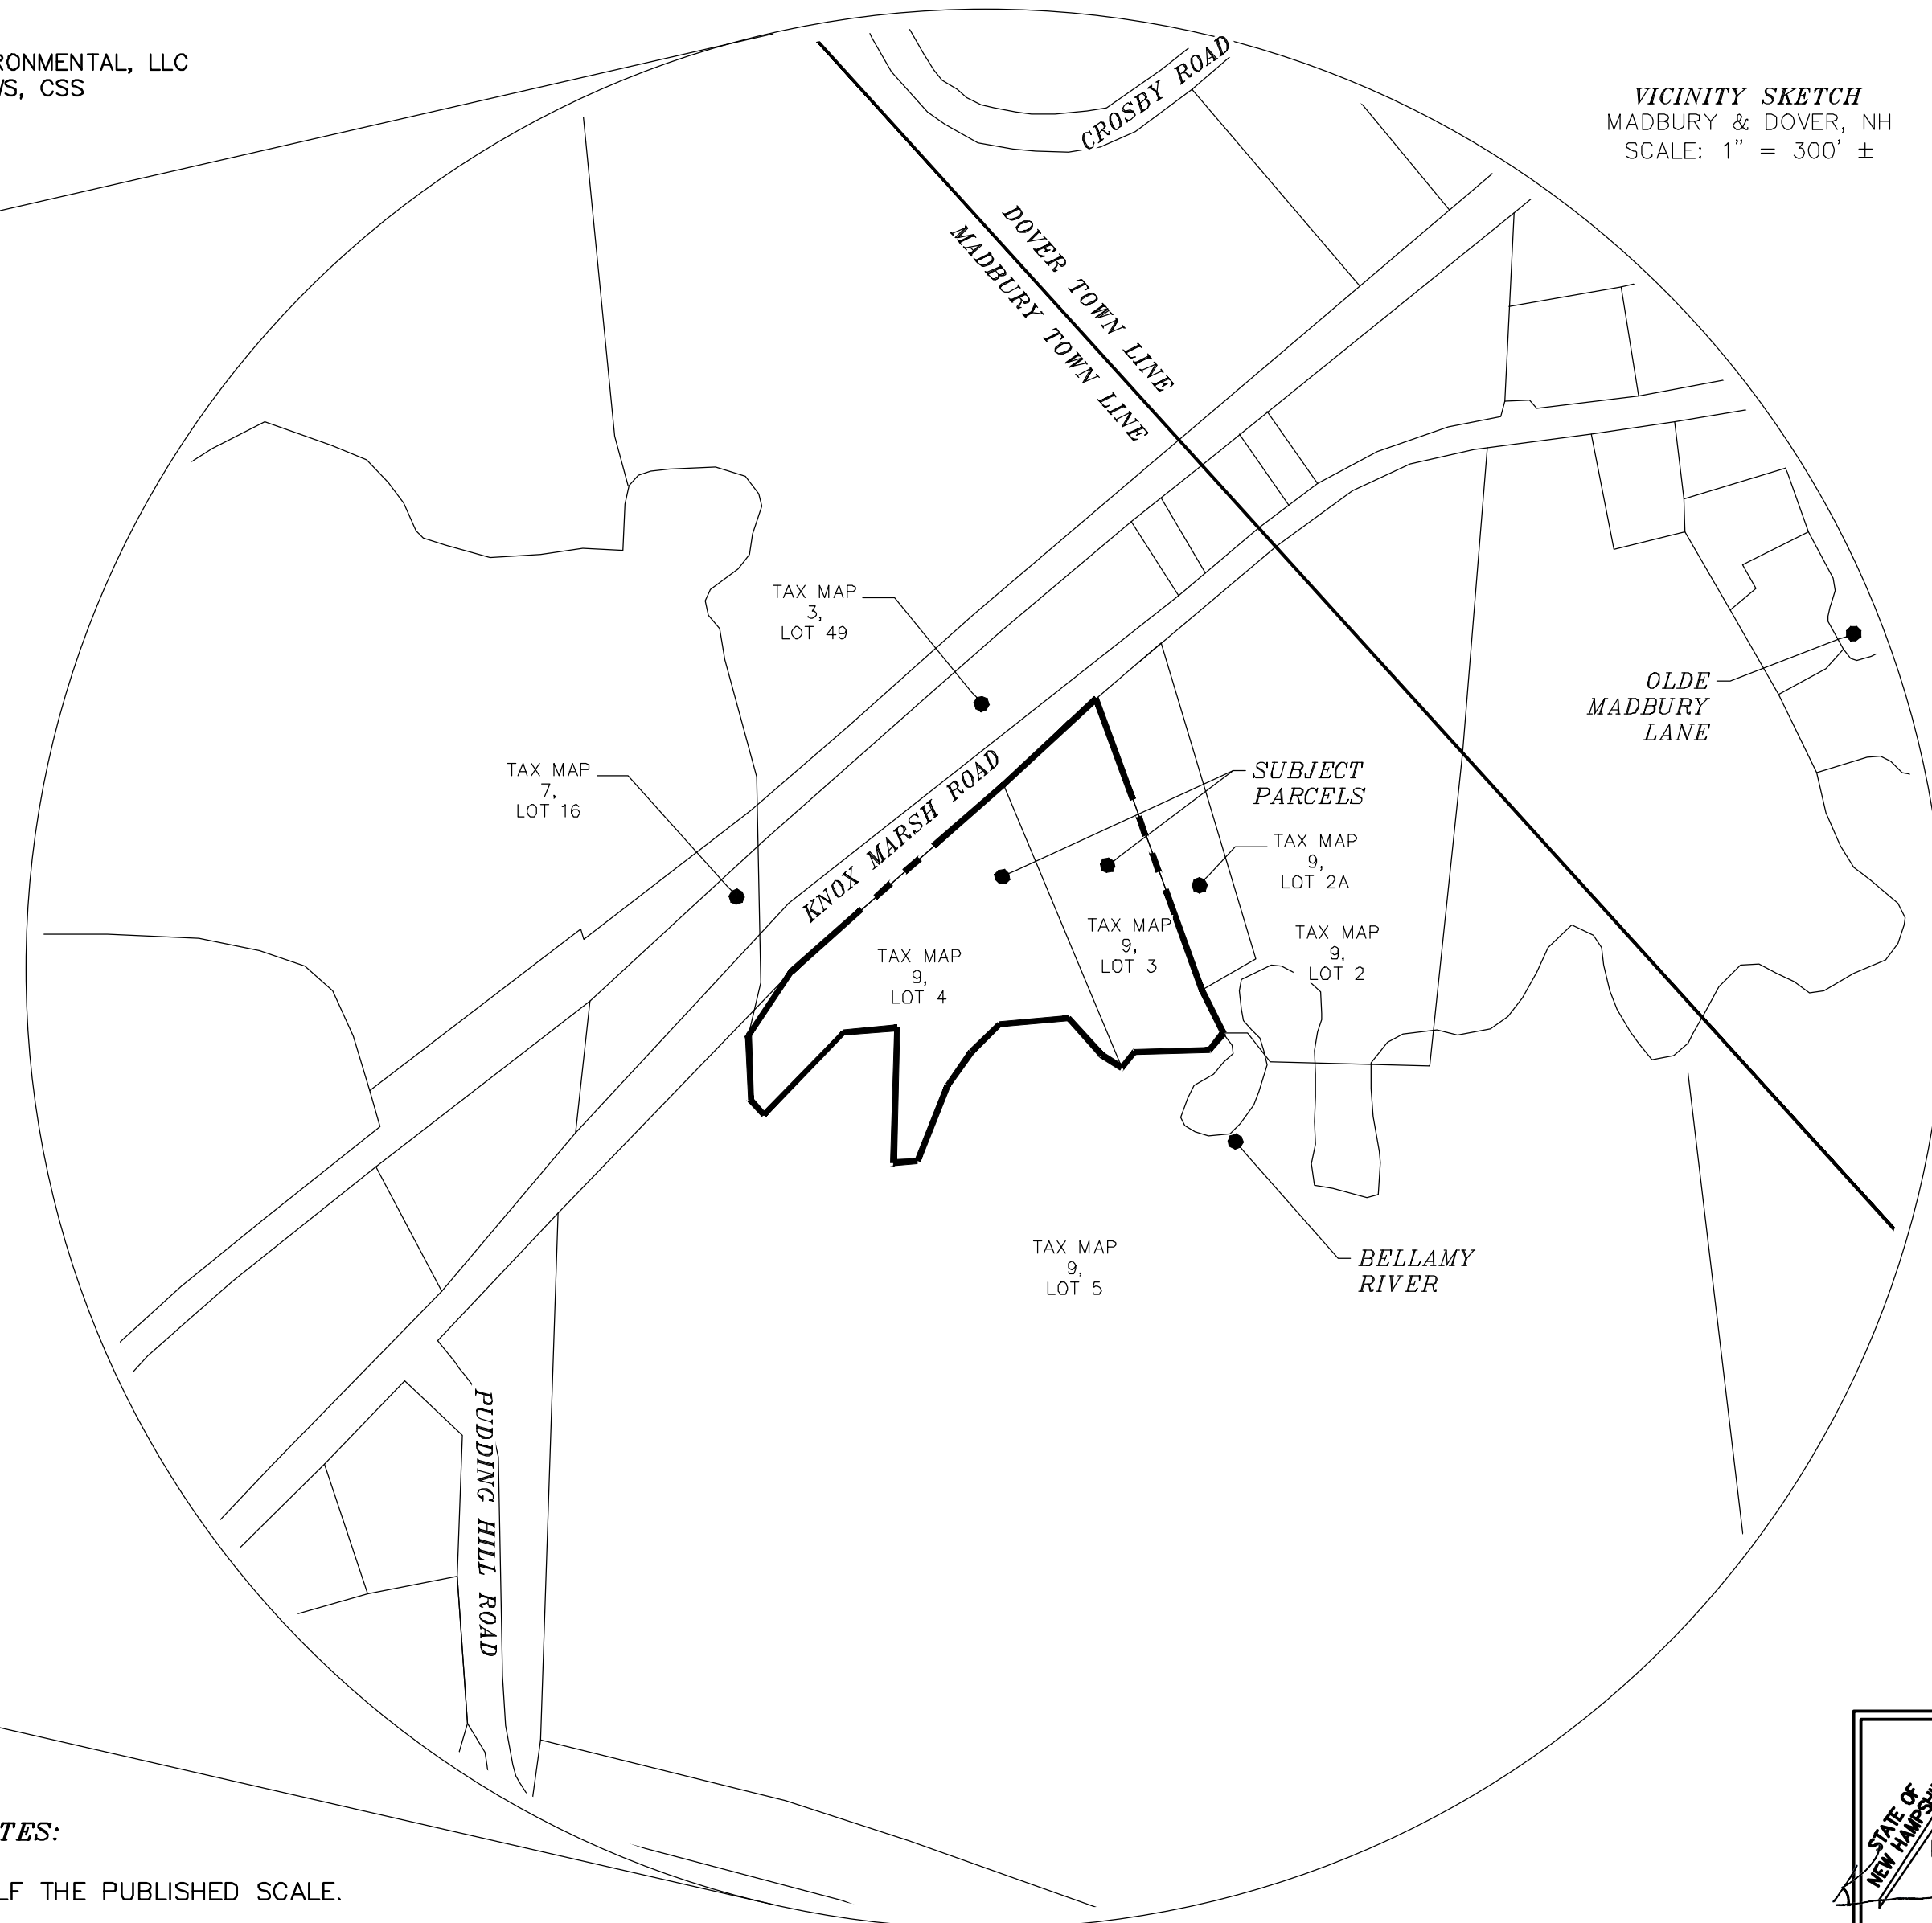 RONMENTAL, LLC
S, CSS
VICINITY SKETCH
MADBURY & DOVER, NH
SCALE: 1" = 300' ±
CROSBY ROAD
DOVER TOWN LINE
MADBURY TOWN LINE
TAX MAP
3,
LOT 49
OLDE
MADBURY
LANE
TAX MAP
7,
LOT 16
KNOX MARSH ROAD
SUBJECT
PARCELS
TAX MAP
9,
LOT 2A
TAX MAP
9,
LOT 3
TAX MAP
9,
LOT 2
TAX MAP
9,
LOT 4
TAX MAP
9,
LOT 5
BELLAMY
RIVER
PUDDING HILL ROAD
TES:
LF THE PUBLISHED SCALE.
STATE OF
NEW HAMPSHI